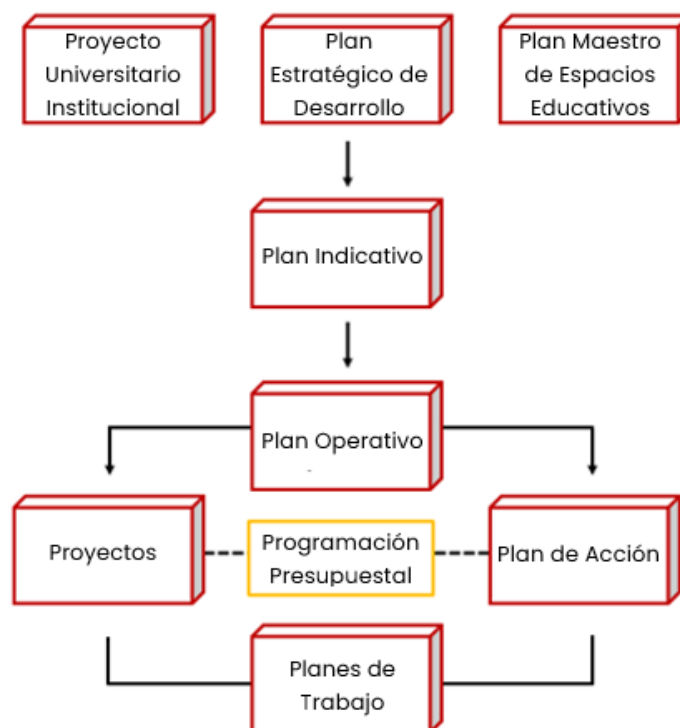 Proyecto
Universitario
Institucional
Plan
Estratégico de
Desarrollo
Plan Maestro
de Espacios
Educativos
Plan Indicativo
Plan Operativo
Proyectos
Programación
Presupuestal
Plan de Acción
Planes de
Trabajo